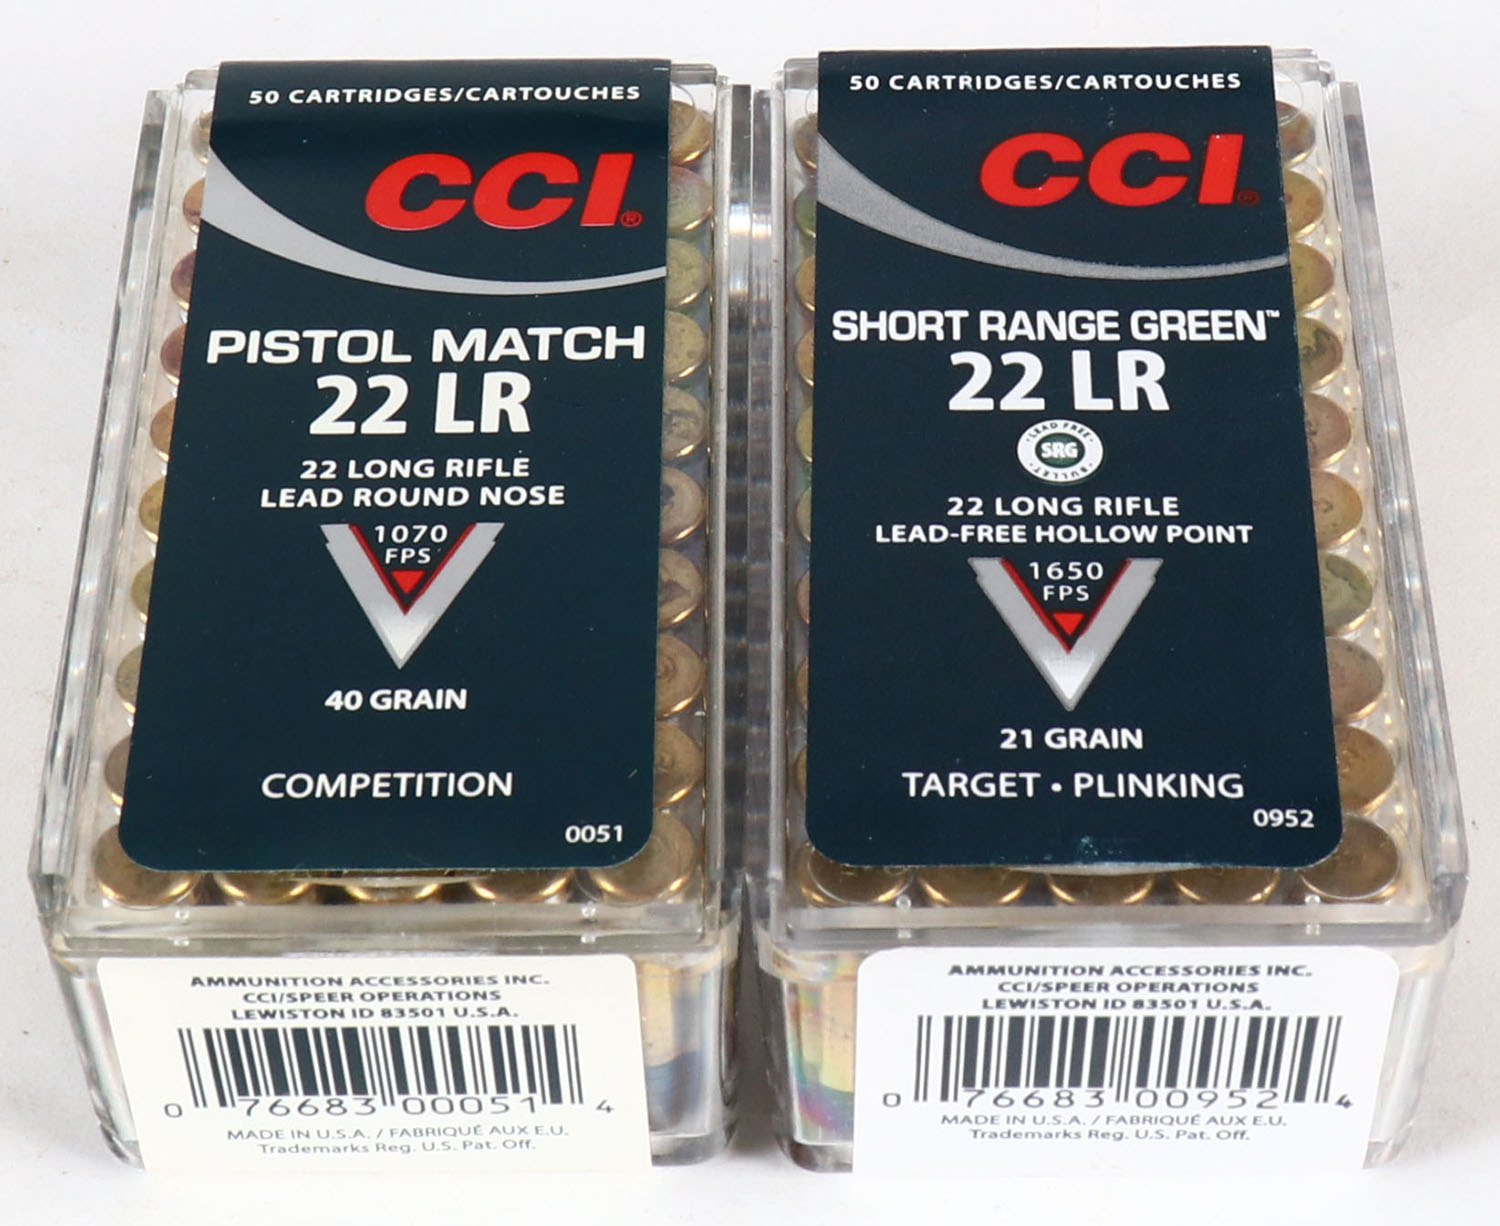 50 CARTRIDGES/CARTOUCHES
CCI®
PISTOL MATCH
22 LR
22 LONG RIFLE
LEAD ROUND NOSE
1070
FPS
40 GRAIN
COMPETITION
0051
AMMUNITION ACCESSORIES INC.
CCI/SPEER OPERATIONS
LEWISTON ID 83501 U.S.A.
0 76683 00051 4
MADE IN U.S.A. / FABRIQUÉ AUX E.U.
Trademarks Reg. U.S. Pat. Off.
50 CARTRIDGES/CARTOUCHES
CCI®
SHORT RANGE GREEN™
22 LR
LEAD FREE
SRG
BULLET
22 LONG RIFLE
LEAD-FREE HOLLOW POINT
1650
FPS
21 GRAIN
TARGET • PLINKING
0952
AMMUNITION ACCESSORIES INC.
CCI/SPEER OPERATIONS
LEWISTON ID 83501 U.S.A.
0 76683 00952 4
MADE IN U.S.A. / FABRIQUÉ AUX E.U.
Trademarks Reg. U.S. Pat. Off.